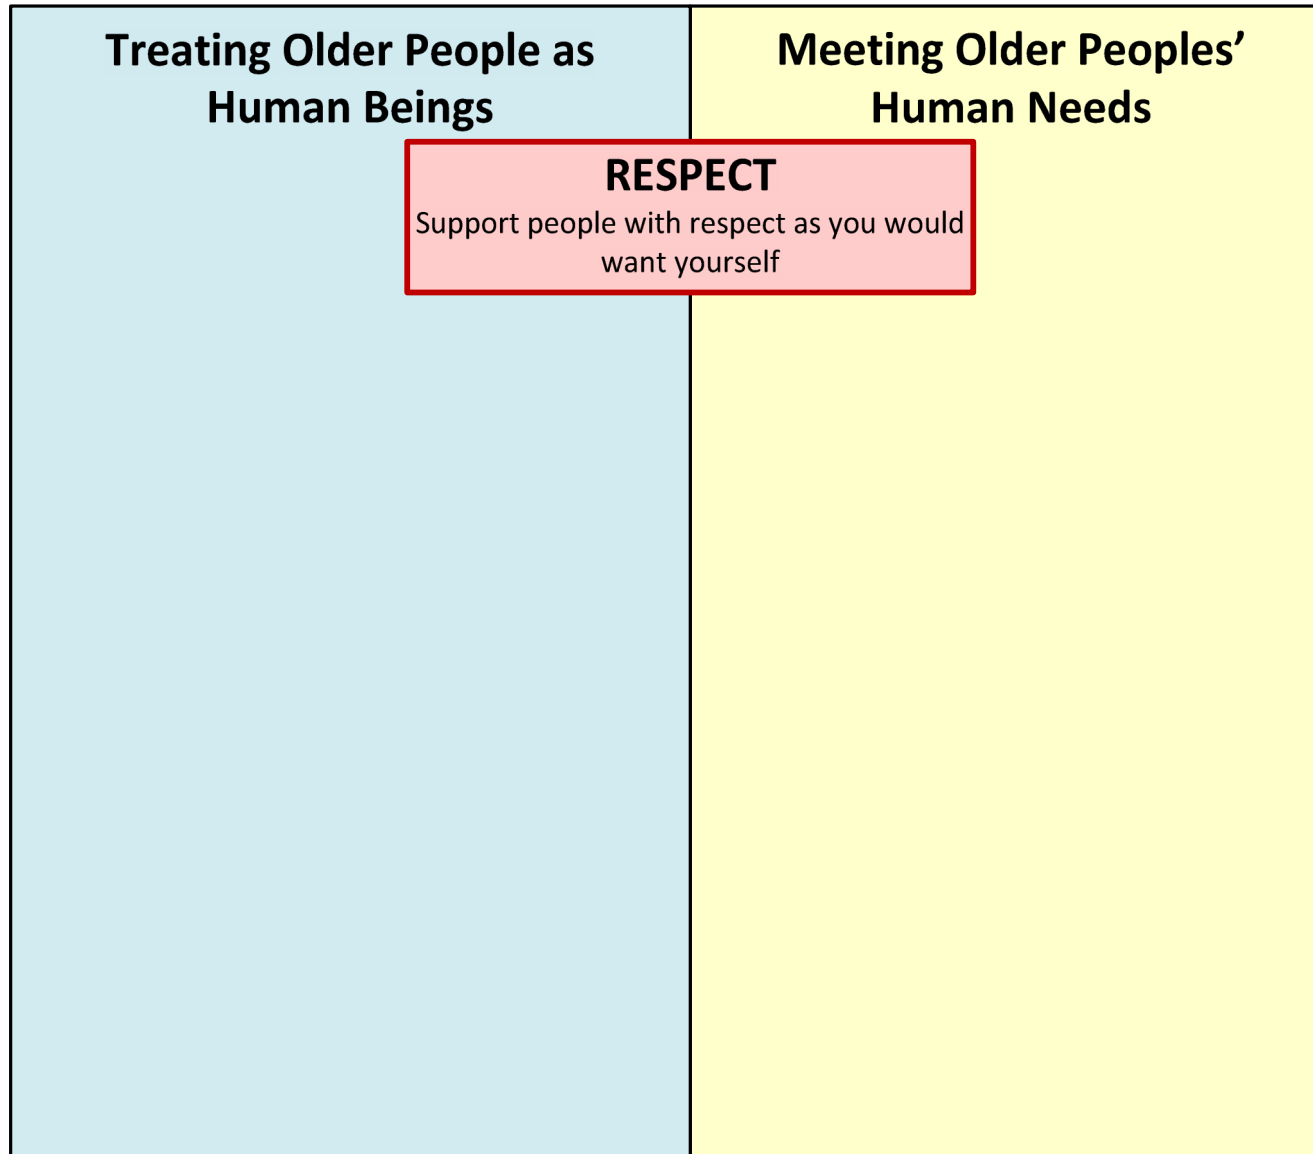 Treating Older People as
Human Beings
Meeting Older Peoples’
Human Needs
RESPECT
Support people with respect as you would
want yourself